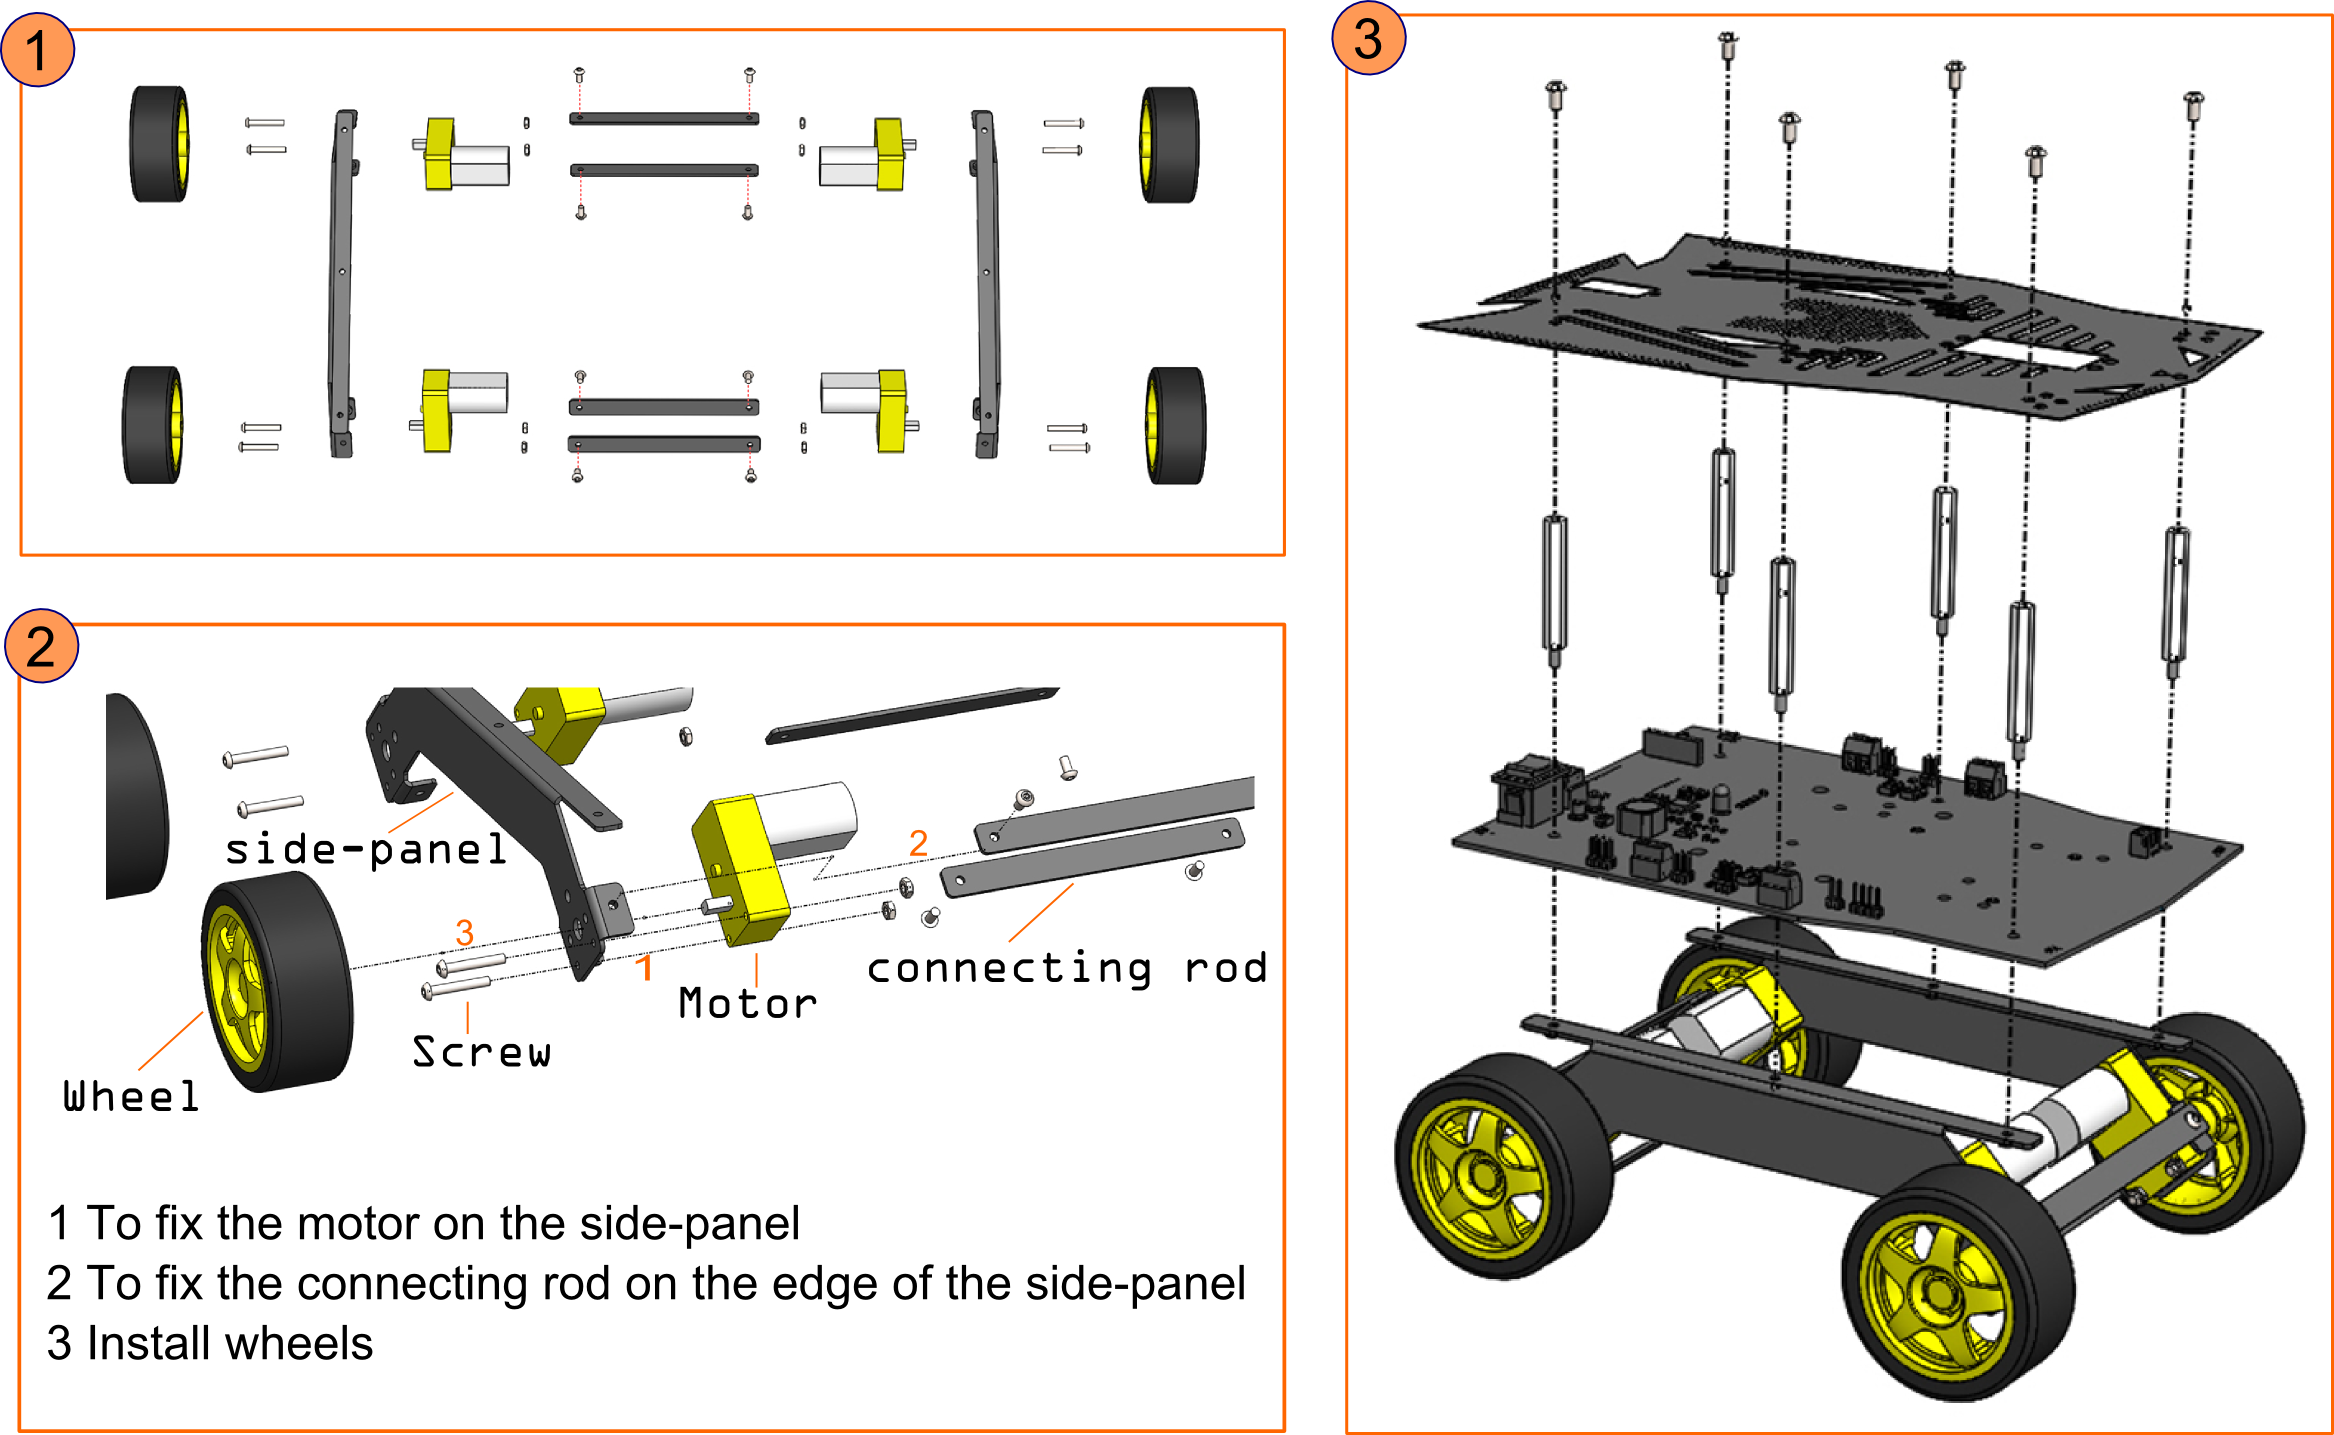 1
2
side-panel
2
3
1
connecting rod
Motor
Screw
Wheel
1 To fix the motor on the side-panel
2 To fix the connecting rod on the edge of the side-panel
3 Install wheels
3